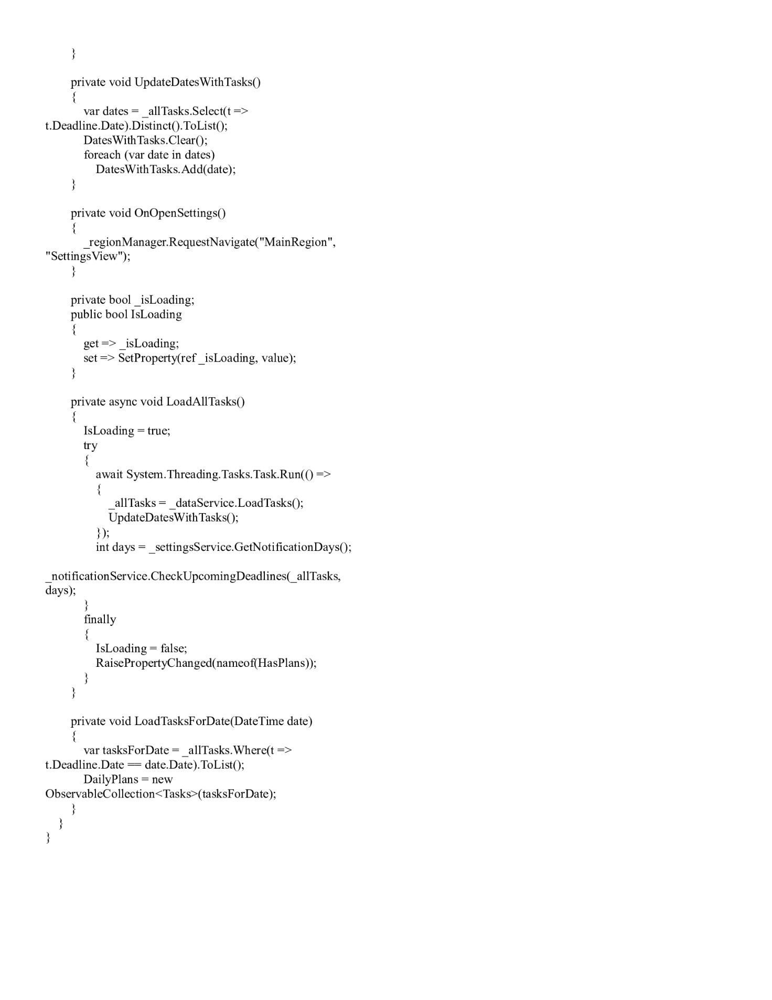 }

        private void UpdateDatesWithTasks()
        {
            var dates = _allTasks.Select(t =>
t.Deadline.Date).Distinct().ToList();
            DatesWithTasks.Clear();
            foreach (var date in dates)
                DatesWithTasks.Add(date);
        }

        private void OnOpenSettings()
        {
            _regionManager.RequestNavigate("MainRegion",
"SettingsView");
        }

        private bool _isLoading;
        public bool IsLoading
        {
            get => _isLoading;
            set => SetProperty(ref _isLoading, value);
        }

        private async void LoadAllTasks()
        {
            IsLoading = true;
            try
            {
                await System.Threading.Tasks.Task.Run(() =>
                {
                    _allTasks = _dataService.LoadTasks();
                    UpdateDatesWithTasks();
                });
                int days = _settingsService.GetNotificationDays();

_notificationService.CheckUpcomingDeadlines(_allTasks,
days);
            }
            finally
            {
                IsLoading = false;
                RaisePropertyChanged(nameof(HasPlans));
            }
        }

        private void LoadTasksForDate(DateTime date)
        {
            var tasksForDate = _allTasks.Where(t =>
t.Deadline.Date == date.Date).ToList();
            DailyPlans = new
ObservableCollection<Tasks>(tasksForDate);
        }
    }
}